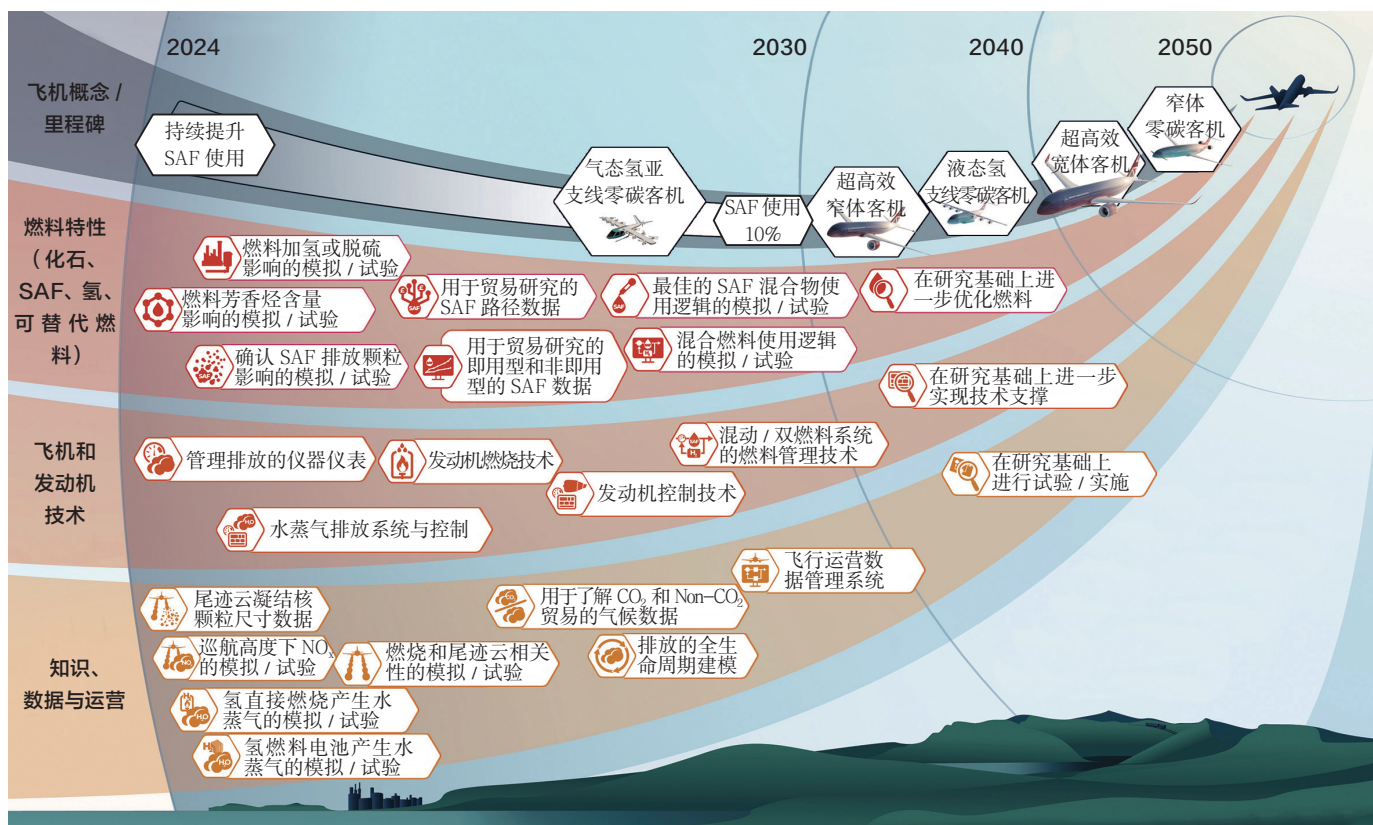 2024
2030
2040
2050
飞机概念 /
里程碑
持续提升
SAF 使用
气态氢亚
支线零碳客机
SAF 使用
10%
超高效
窄体客机
液态氢
支线零碳客机
超高效
宽体客机
窄体
零碳客机
燃料特性
（化石、
SAF、氢、
可替代燃
料）
燃料加氢或脱硫
影响的模拟 / 试验
燃料芳香烃含量
影响的模拟 / 试验
SAF
确认 SAF 排放颗粒
影响的模拟 / 试验
SAF
用于贸易研究的
SAF 路径数据
用于贸易研究的
即用型和非即用
型的 SAF 数据
SAF
最佳的 SAF 混合物使
用逻辑的模拟 / 试验
H₂
混合燃料使用逻辑
的模拟 / 试验
在研究基础上进
一步优化燃料
飞机和
发动机
技术
管理排放的仪器仪表
H₂O
水蒸气排放系统与控制
发动机燃烧技术
发动机控制技术
SAF
H₂
混动 / 双燃料系统
的燃料管理技术
在研究基础上进一步
实现技术支撑
知识、
数据与运营
尾迹云凝结核
颗粒尺寸数据
NOₓ
巡航高度下 NOₓ
的模拟 / 试验
H₂O
氢直接燃烧产生水
蒸气的模拟 / 试验
H₂
H₂O
氢燃料电池产生水
蒸气的模拟 / 试验
燃烧和尾迹云相关
性的模拟 / 试验
CO₂
用于了解 CO₂ 和 Non-CO₂
贸易的气候数据
排放的全生
命周期建模
飞行运营数
据管理系统
在研究基础上
进行试验 / 实施